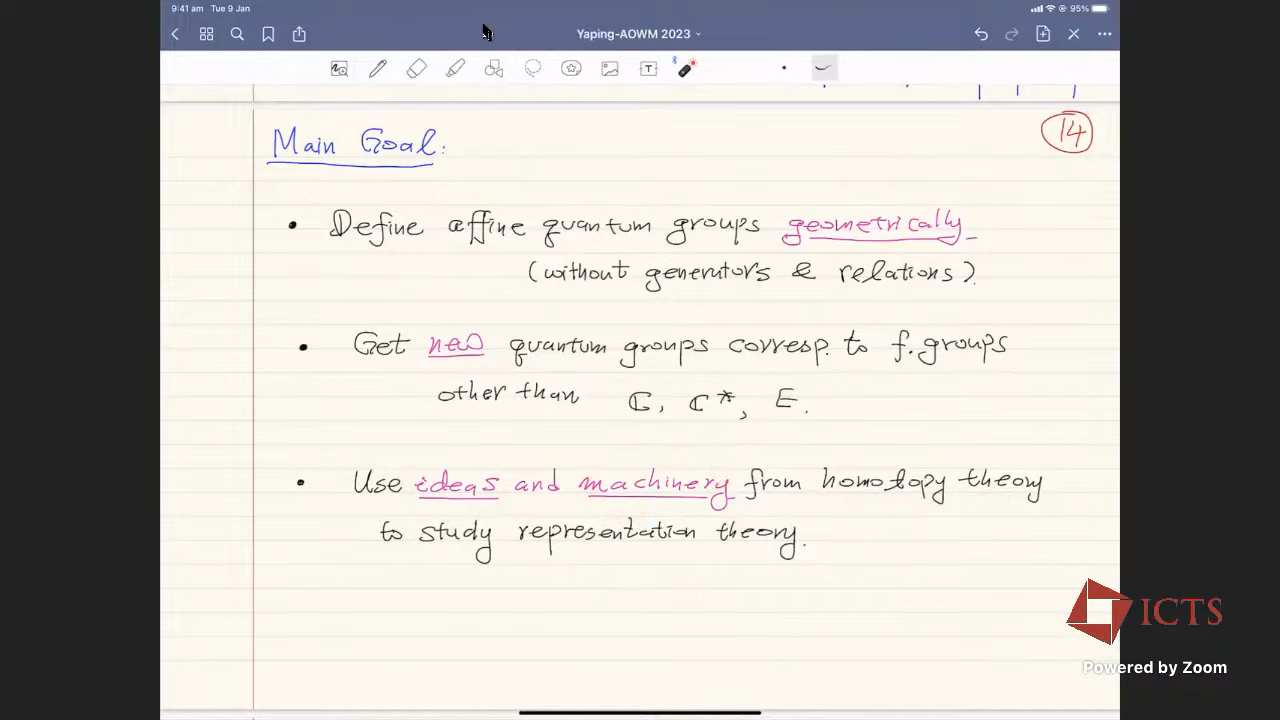 9:41 am Tue 9 Jan
95%
Yaping-AOWM 2023
T
14
Main Goal:
• Define affine quantum groups geometrically
(without generators & relations).
• Get new quantum groups corresp. to f. groups
other than ℂ, ℂ*, E.
• Use ideas and machinery from homotopy theory
to study representation theory.
ICTS
Powered by Zoom